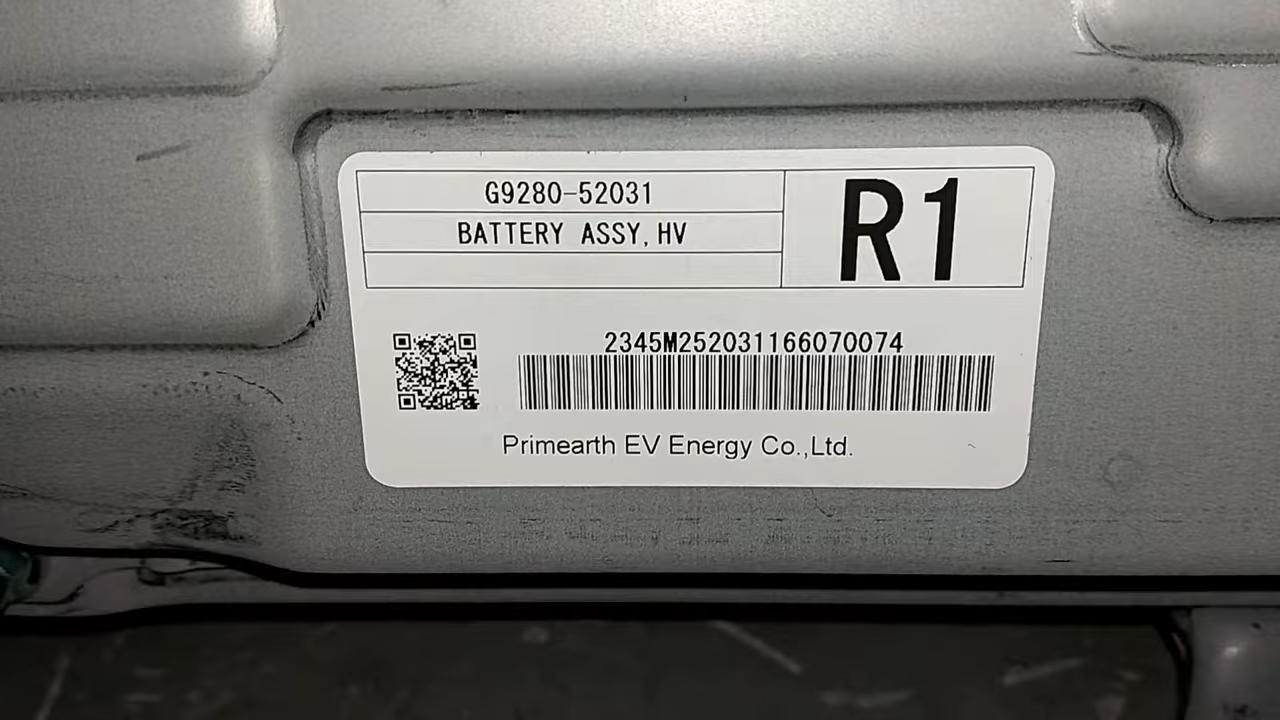 G9280-52031
BATTERY ASSY,HV
R1
2345M252031166070074
Primearth EV Energy Co.,Ltd.